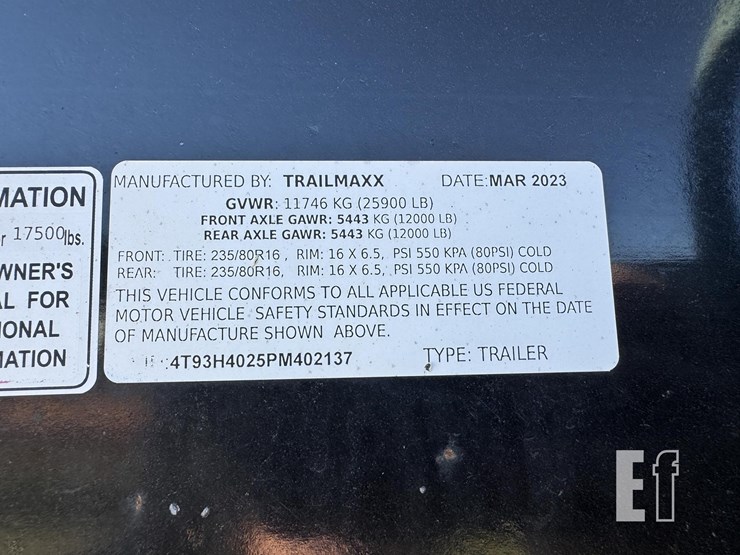 MATION
17500lbs.
WNER'S
AL FOR
IONAL
MATION
MANUFACTURED BY: TRAILMAXX DATE:MAR 2023
GVWR: 11746 KG (25900 LB)
FRONT AXLE GAWR: 5443 KG (12000 LB)
REAR AXLE GAWR: 5443 KG (12000 LB)
FRONT: TIRE: 235/80R16 , RIM: 16 X 6.5, PSI 550 KPA (80PSI) COLD
REAR: TIRE: 235/80R16 , RIM: 16 X 6.5, PSI 550 KPA (80PSI) COLD
THIS VEHICLE CONFORMS TO ALL APPLICABLE US FEDERAL
MOTOR VEHICLE SAFETY STANDARDS IN EFFECT ON THE DATE
OF MANUFACTURE SHOWN ABOVE.
:4T93H4025PM402137 TYPE: TRAILER
Ef